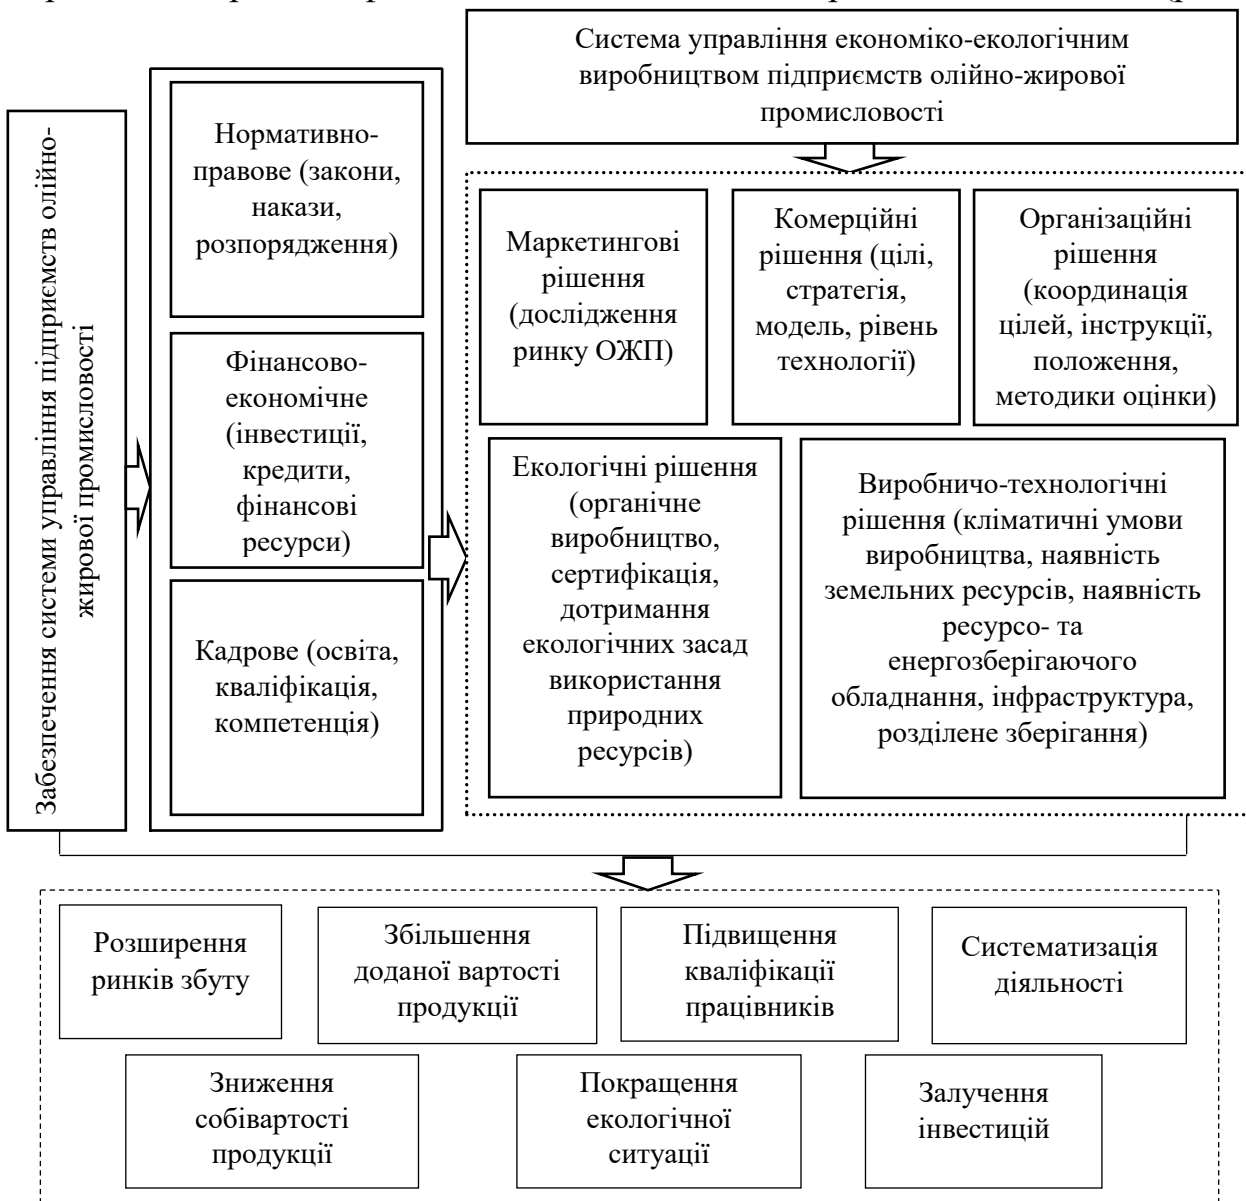 Система управління економіко-екологічним
виробництвом підприємств олійно-жирової
промисловості
Забезпечення системи управління підприємств олійно-
жирової промисловості
Нормативно-
правове (закони,
накази,
розпорядження)
Фінансово-
економічне
(інвестиції,
кредити,
фінансові
ресурси)
Кадрове (освіта,
кваліфікація,
компетенція)
Маркетингові
рішення
(дослідження
ринку ОЖП)
Комерційні
рішення (цілі,
стратегія,
модель, рівень
технології)
Організаційні
рішення
(координація
цілей, інструкції,
положення,
методики оцінки)
Екологічні рішення
(органічне
виробництво,
сертифікація,
дотримання
екологічних засад
використання
природних
ресурсів)
Виробничо-технологічні
рішення (кліматичні умови
виробництва, наявність
земельних ресурсів, наявність
ресурсо- та
енергозберігаючого
обладнання, інфраструктура,
розділене зберігання)
Розширення
ринків збуту
Збільшення
доданої вартості
продукції
Підвищення
кваліфікації
працівників
Систематизація
діяльності
Зниження
собівартості
продукції
Покращення
екологічної
ситуації
Залучення
інвестицій